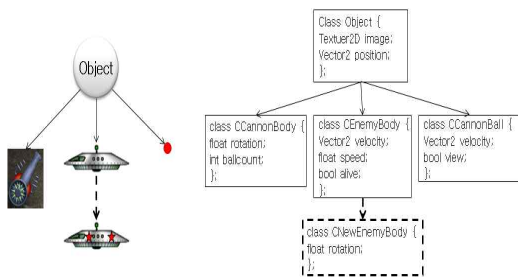 Object
Class Object {
Textuer2D image;
Vector2 position;
};
class CCannonBody {
float rotation;
int ballcount;
};
class CEnemyBody {
Vector2 velocity;
float speed;
bool alive;
};
class CCannonBall {
Vector2 velocity;
bool view;
};
class CNewEnemyBody {
float rotation;
};